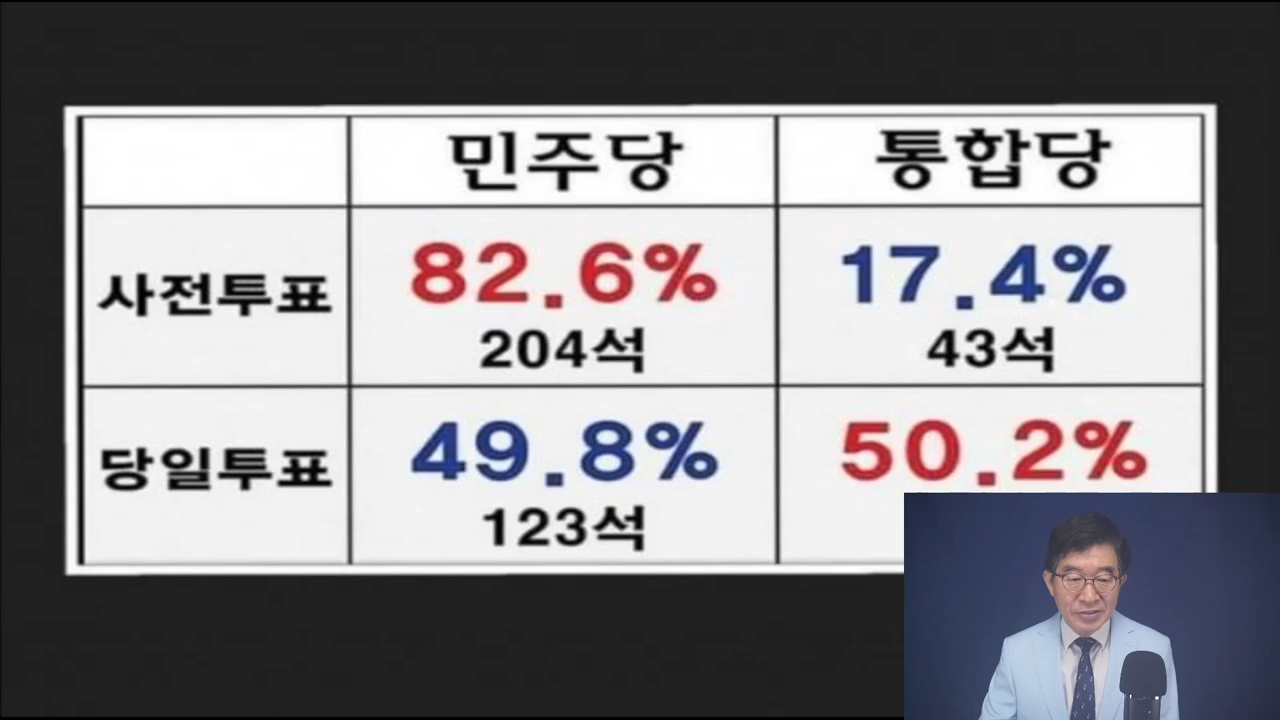 민주당 통합당
사전투표 82.6% 17.4%
204석 43석
당일투표 49.8% 50.2%
123석